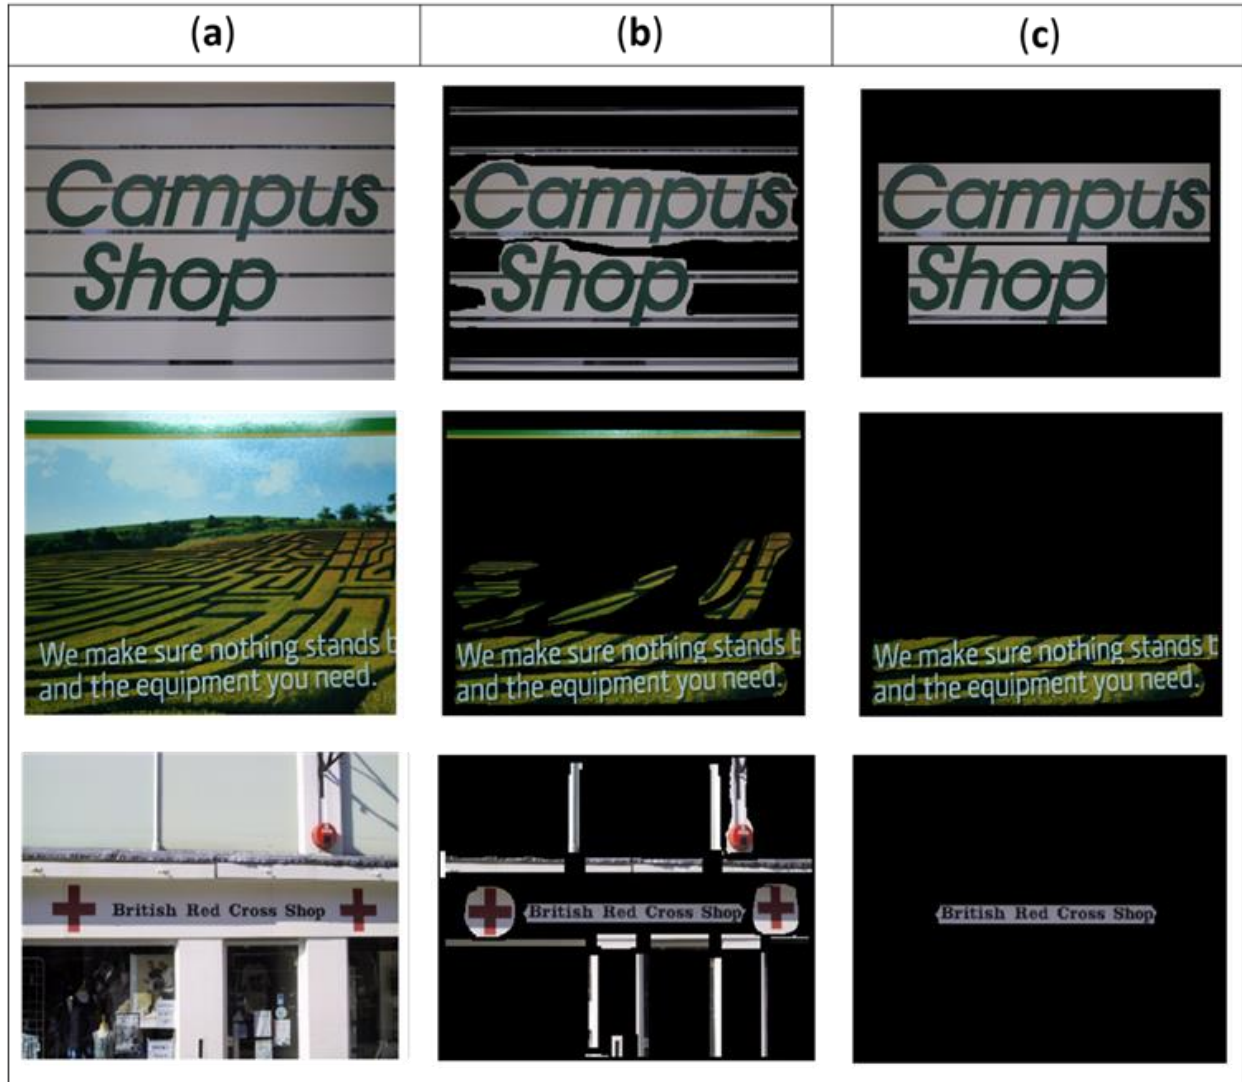 (a) (b) (c)
Campus Campus Campus
Shop Shop Shop
We make sure nothing stands b We make sure nothing stands b We make sure nothing stands b
and the equipment you need. and the equipment you need. and the equipment you need.
British Red Cross Shop British Red Cross Shop British Red Cross Shop